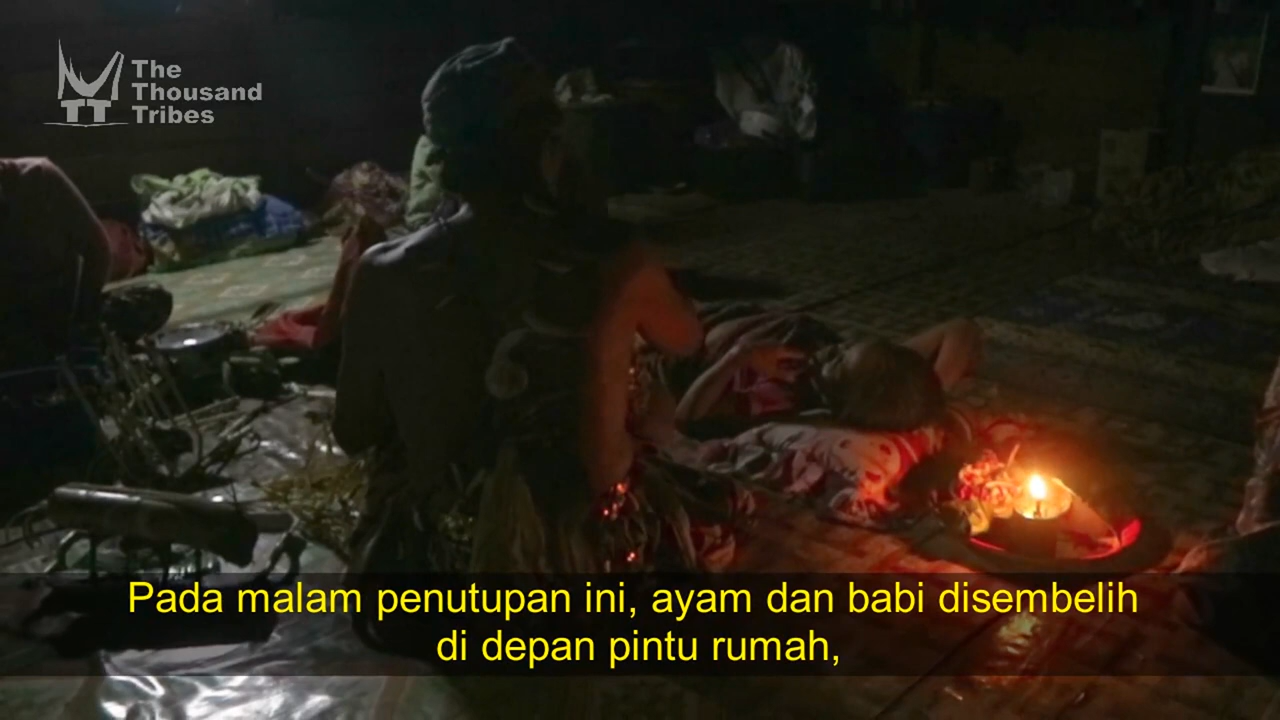 The
Thousand
Tribes
Pada malam penutupan ini, ayam dan babi disembelih
di depan pintu rumah,